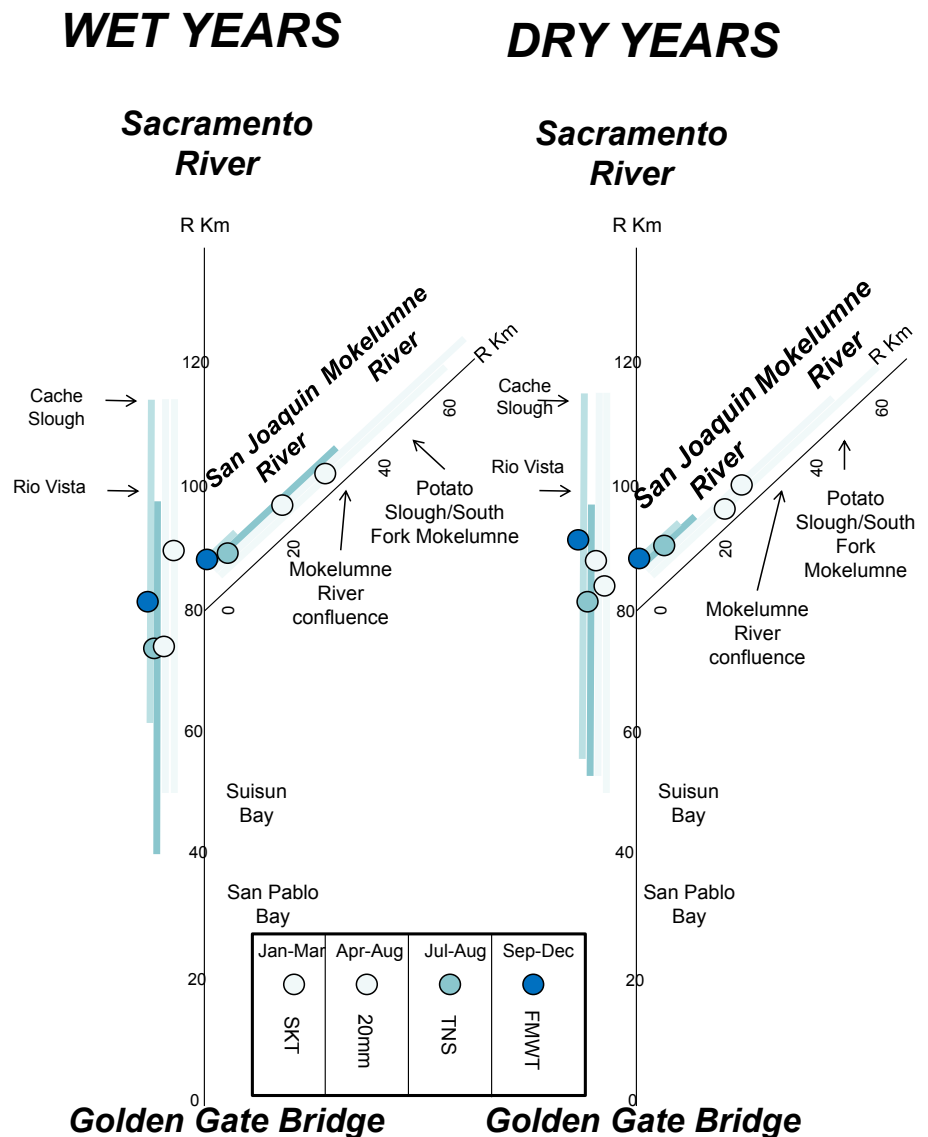 WET YEARS
DRY YEARS
Sacramento
River
R Km
120
100
80
60
40
20
0
Cache
Slough
Rio Vista
San Joaquin Mokelumne
River
River
R Km
0
20
40
60
Potato
Slough/South
Fork Mokelumne
Mokelumne
River
confluence
Suisun
Bay
San Pablo
Bay
Golden Gate Bridge
Sacramento
River
R Km
120
100
80
60
40
20
0
Cache
Slough
Rio Vista
San Joaquin Mokelumne
River
River
R Km
0
20
40
60
Potato
Slough/South
Fork
Mokelumne
Mokelumne
River
confluence
Suisun
Bay
San Pablo
Bay
Golden Gate Bridge
Jan-Mar Apr-Aug Jul-Aug Sep-Dec
SKT 20mm TNS FMWT